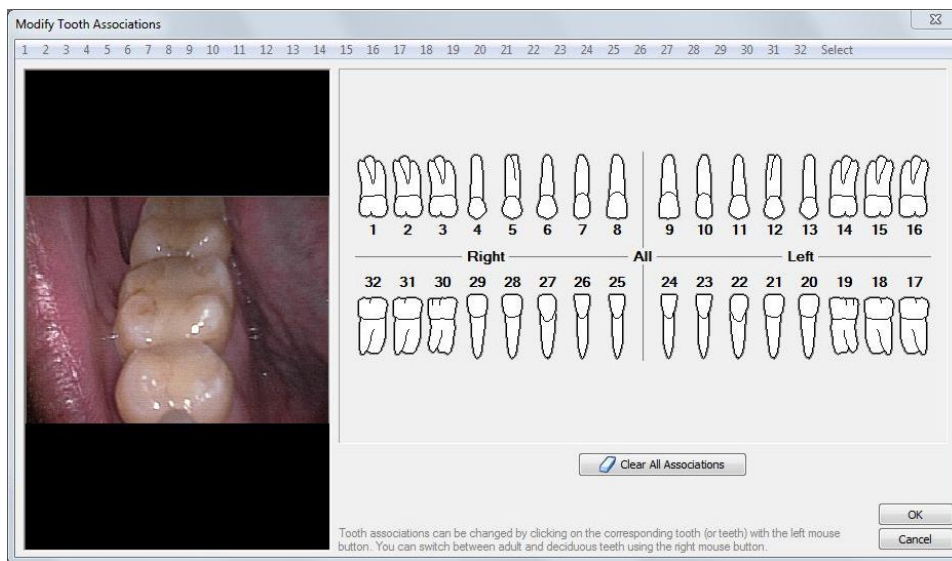 Modify Tooth Associations
1 2 3 4 5 6 7 8 9 10 11 12 13 14 15 16 17 18 19 20 21 22 23 24 25 26 27 28 29 30 31 32 Select
1 2 3 4 5 6 7 8 9 10 11 12 13 14 15 16
Right All Left
32 31 30 29 28 27 26 25 24 23 22 21 20 19 18 17
Clear All Associations
Tooth associations can be changed by clicking on the corresponding tooth (or teeth) with the left mouse
button. You can switch between adult and deciduous teeth using the right mouse button.
OK
Cancel